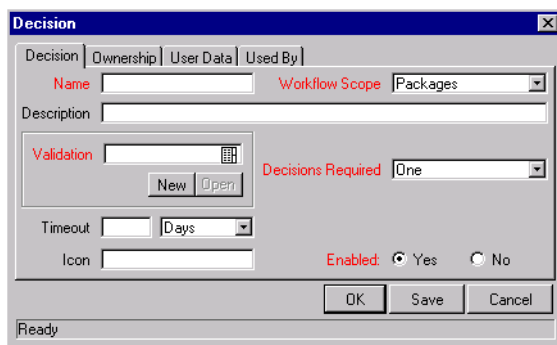 Decision
Decision Ownership User Data Used By
Name Workflow Scope Packages
Description
Validation
New Open
Decisions Required One
Timeout Days
Icon Enabled: Yes No
OK Save Cancel
Ready